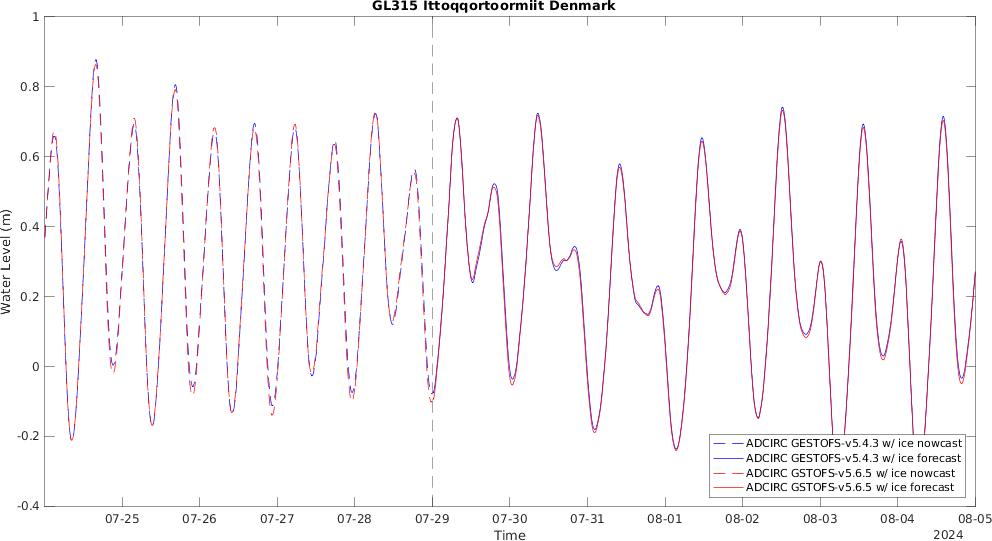 GL315 Ittoqqortoormiit Denmark
1
0.8
0.6
0.4
0.2
0
-0.2
-0.4
Water Level (m)
ADCIRC GESTOFS-v5.4.3 w/ ice nowcast
ADCIRC GESTOFS-v5.4.3 w/ ice forecast
ADCIRC GSTOFS-v5.6.5 w/ ice nowcast
ADCIRC GSTOFS-v5.6.5 w/ ice forecast
07-25 07-26 07-27 07-28 07-29 07-30 07-31 08-01 08-02 08-03 08-04 08-05
Time
2024